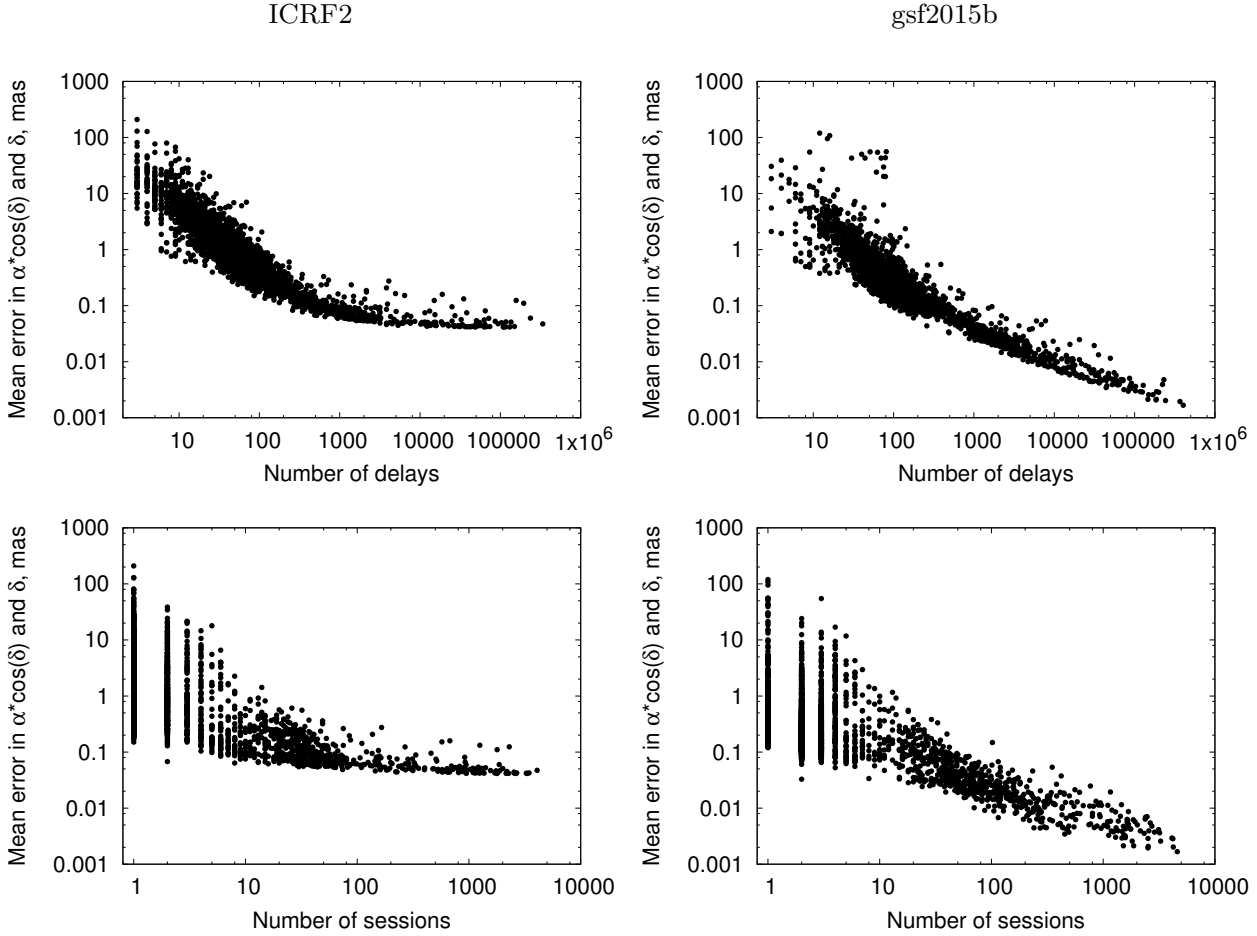 ICRF2
gsf2015b
Mean error in α*cos(δ) and δ, mas
1000
100
10
1
0.1
0.01
0.001
10 100 1000 10000 100000 1x10⁶
Number of delays
Mean error in α*cos(δ) and δ, mas
1000
100
10
1
0.1
0.01
0.001
10 100 1000 10000 100000 1x10⁶
Number of delays
Mean error in α*cos(δ) and δ, mas
1000
100
10
1
0.1
0.01
0.001
1 10 100 1000 10000
Number of sessions
Mean error in α*cos(δ) and δ, mas
1000
100
10
1
0.1
0.01
0.001
1 10 100 1000 10000
Number of sessions